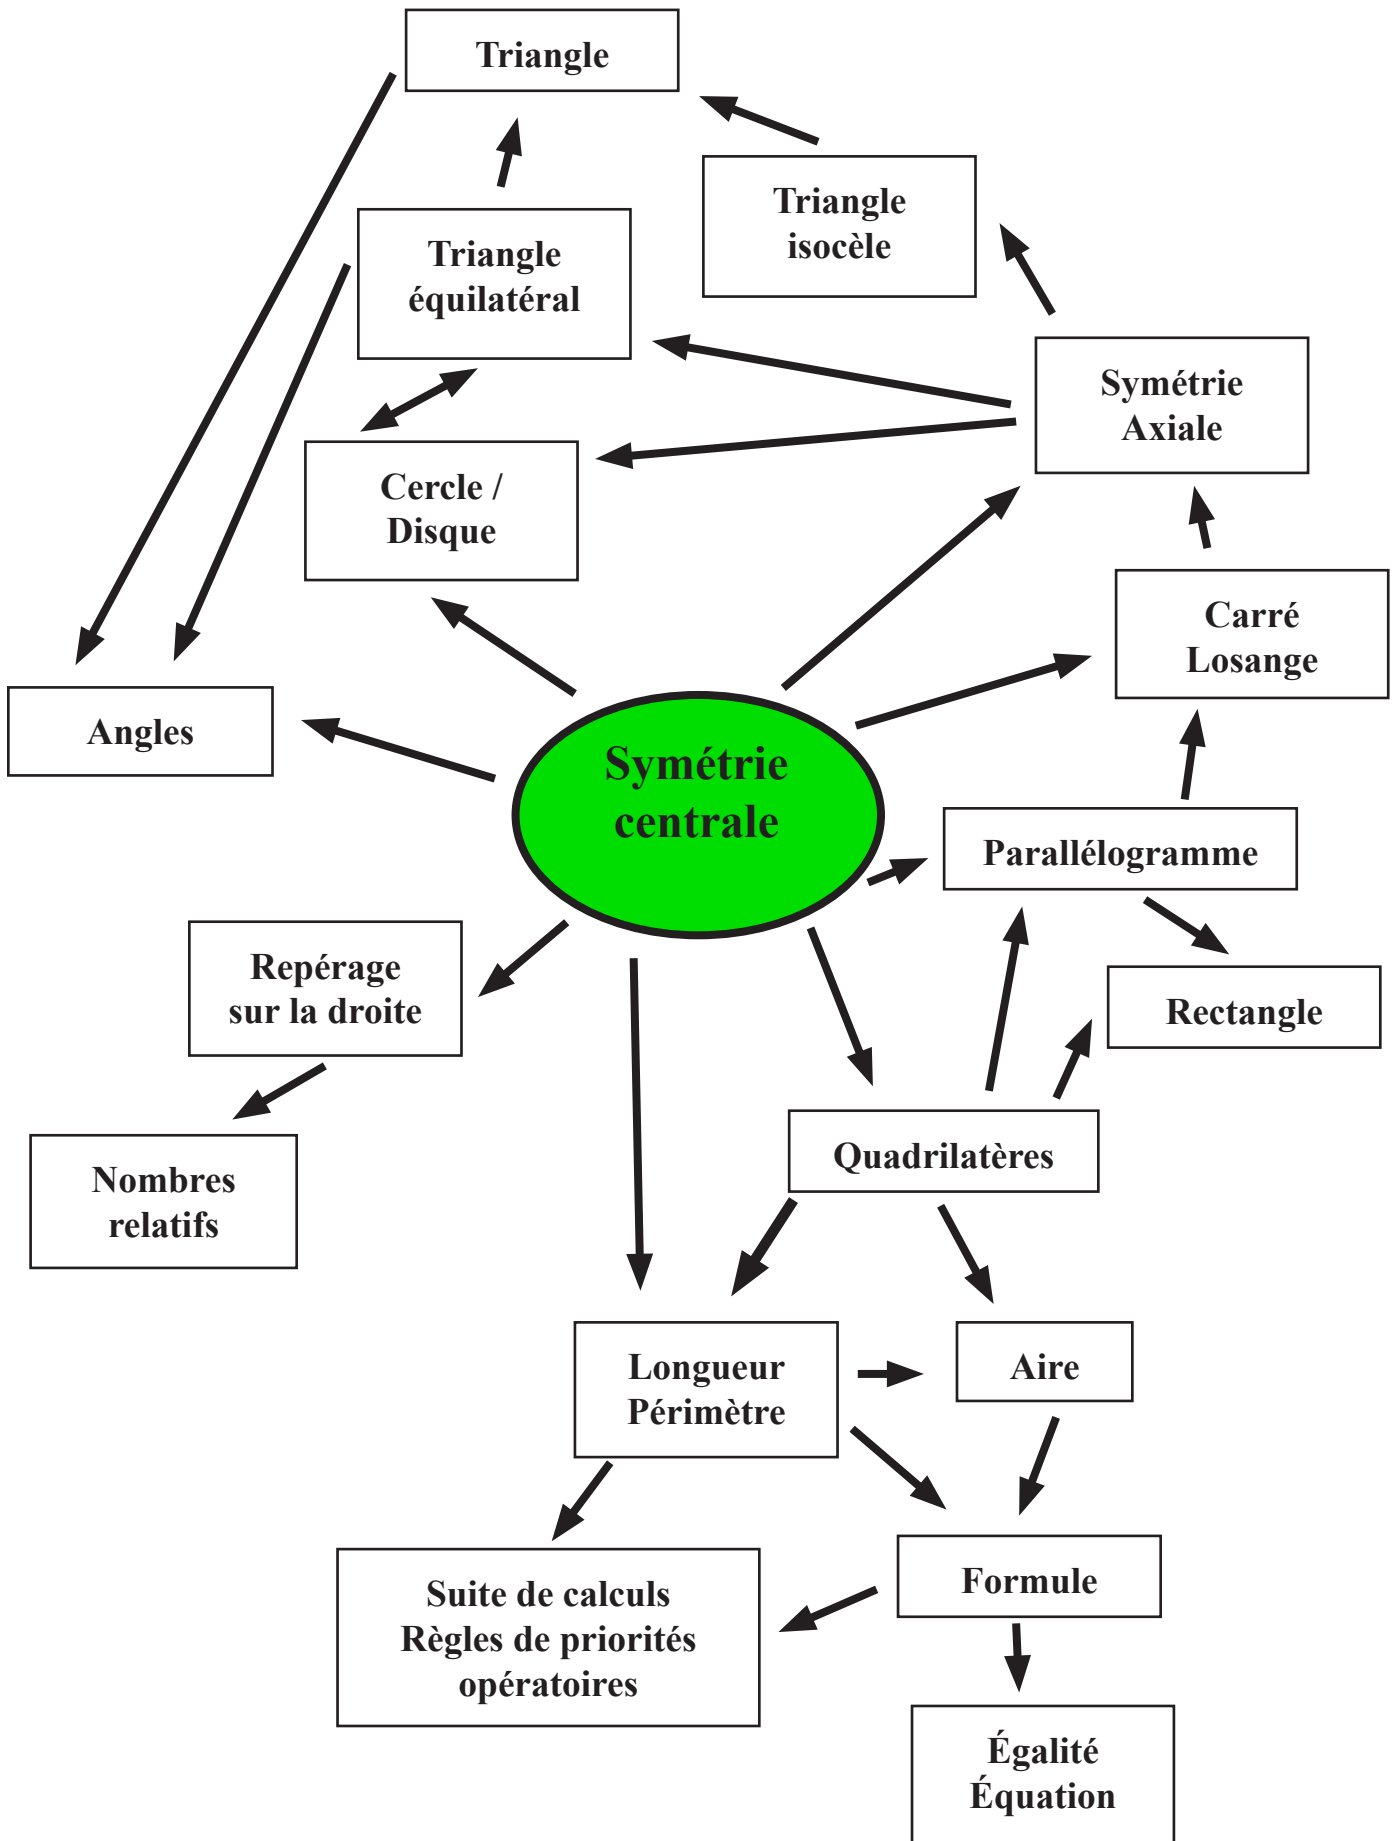 Triangle
Triangle
isocèle
Triangle
équilatéral
Symétrie
Axiale
Cercle /
Disque
Carré
Losange
Angles
Symétrie
centrale
Parallélogramme
Repérage
sur la droite
Rectangle
Quadrilatères
Nombres
relatifs
Longueur
Périmètre
Aire
Formule
Suite de calculs
Règles de priorités
opératoires
Égalité
Équation